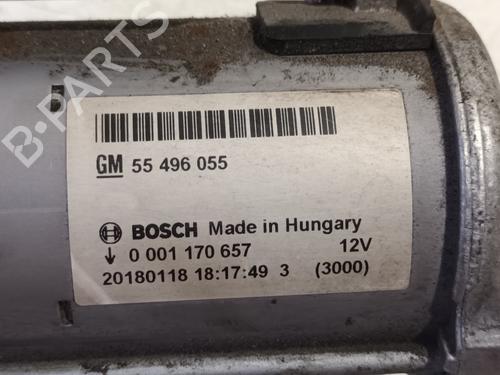 B-PARTS
GM 55 496 055
BOSCH Made in Hungary
0 001 170 657 12V
20180118 18:17:49 3 (3000)